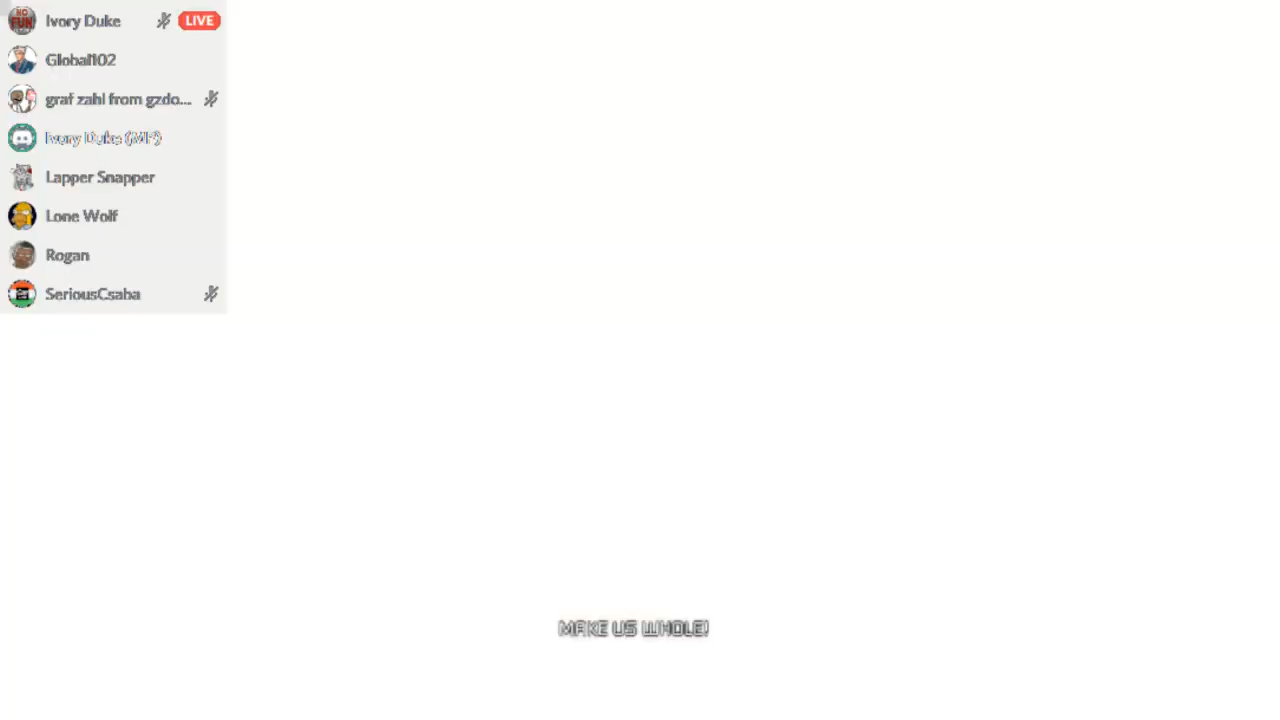 Ivory Duke LIVE
Global102
graf zahl from gzdo...
Ivory Duke (MP)
Lapper Snapper
Lone Wolf
Rogan
SeriousCsaba
MAKE US WHOLE!